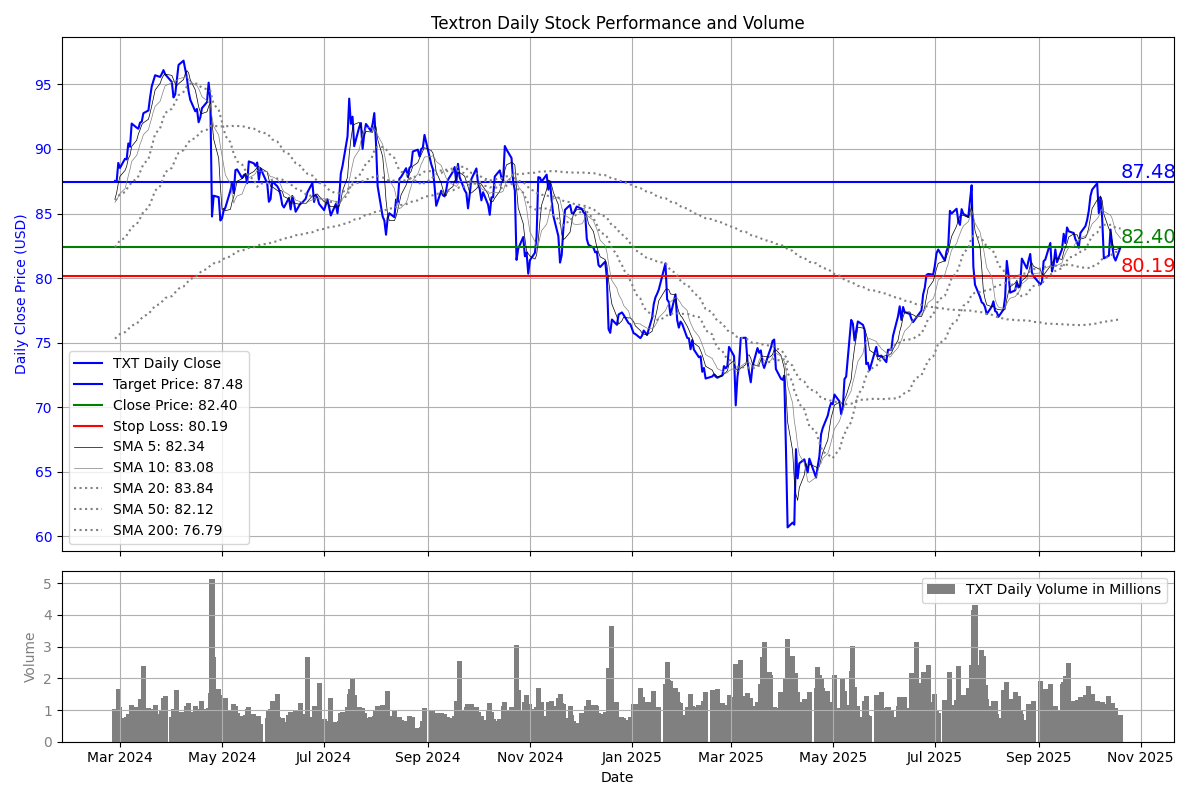 Textron Daily Stock Performance and Volume
Daily Close Price (USD)
95
90
85
80
75
70
65
60
87.48
82.40
80.19
TXT Daily Close
Target Price: 87.48
Close Price: 82.40
Stop Loss: 80.19
SMA 5: 82.34
SMA 10: 83.08
SMA 20: 83.84
SMA 50: 82.12
SMA 200: 76.79
Volume
5
4
3
2
1
0
TXT Daily Volume in Millions
Mar 2024 May 2024 Jul 2024 Sep 2024 Nov 2024 Jan 2025 Mar 2025 May 2025 Jul 2025 Sep 2025 Nov 2025
Date